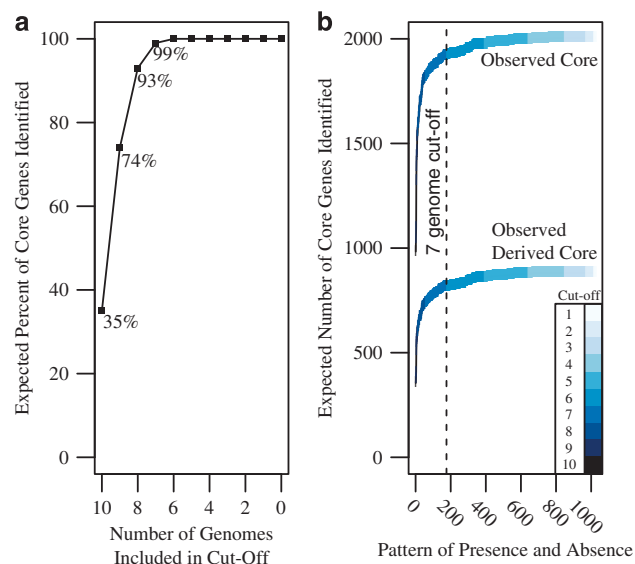 a
Expected Percent of Core Genes Identified
100
80
60
40
20
0
99%
93%
74%
35%
10 8 6 4 2 0
Number of Genomes
Included in Cut-Off
b
Expected Number of Core Genes Identified
2000
1500
1000
500
0
Observed Core
7 genome cut-off
Observed
Derived Core
Cut-off
1
2
3
4
5
6
7
8
9
10
0 200 400 600 800 1000
Pattern of Presence and Absence